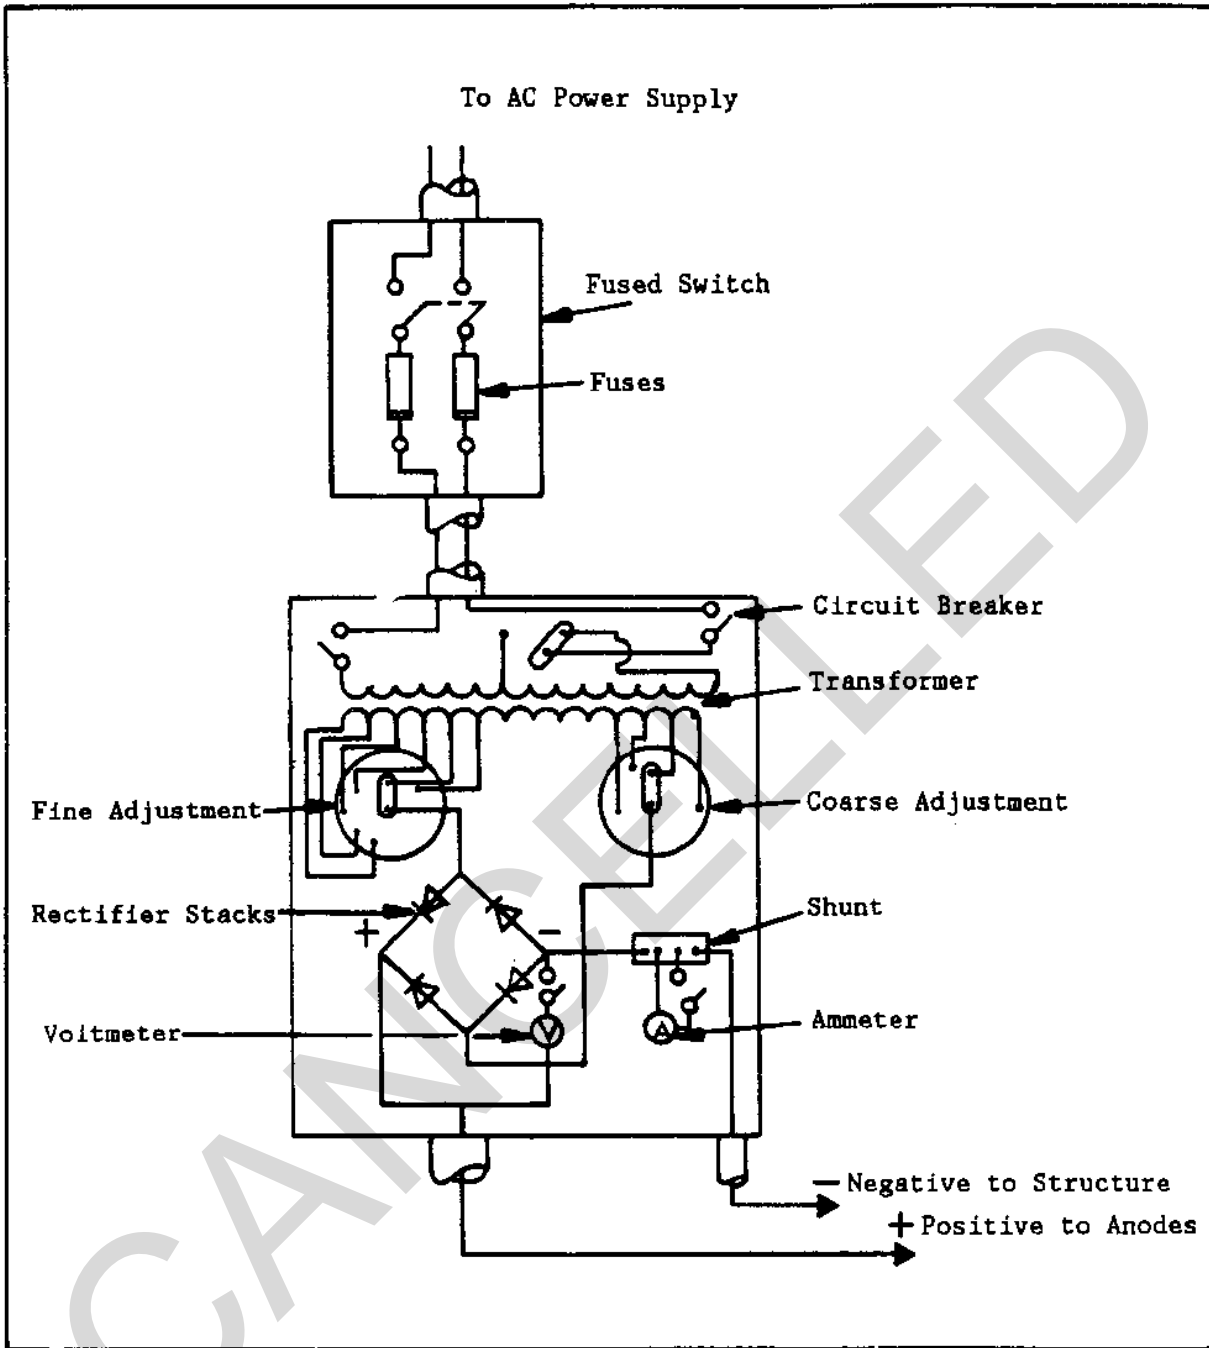 To AC Power Supply
Fused Switch
Fuses
Circuit Breaker
Transformer
Fine Adjustment
Coarse Adjustment
Rectifier Stacks
+
−
Shunt
Voitmeter
V
A
Ammeter
− Negative to Structure
+ Positive to Anodes
CANCELLED